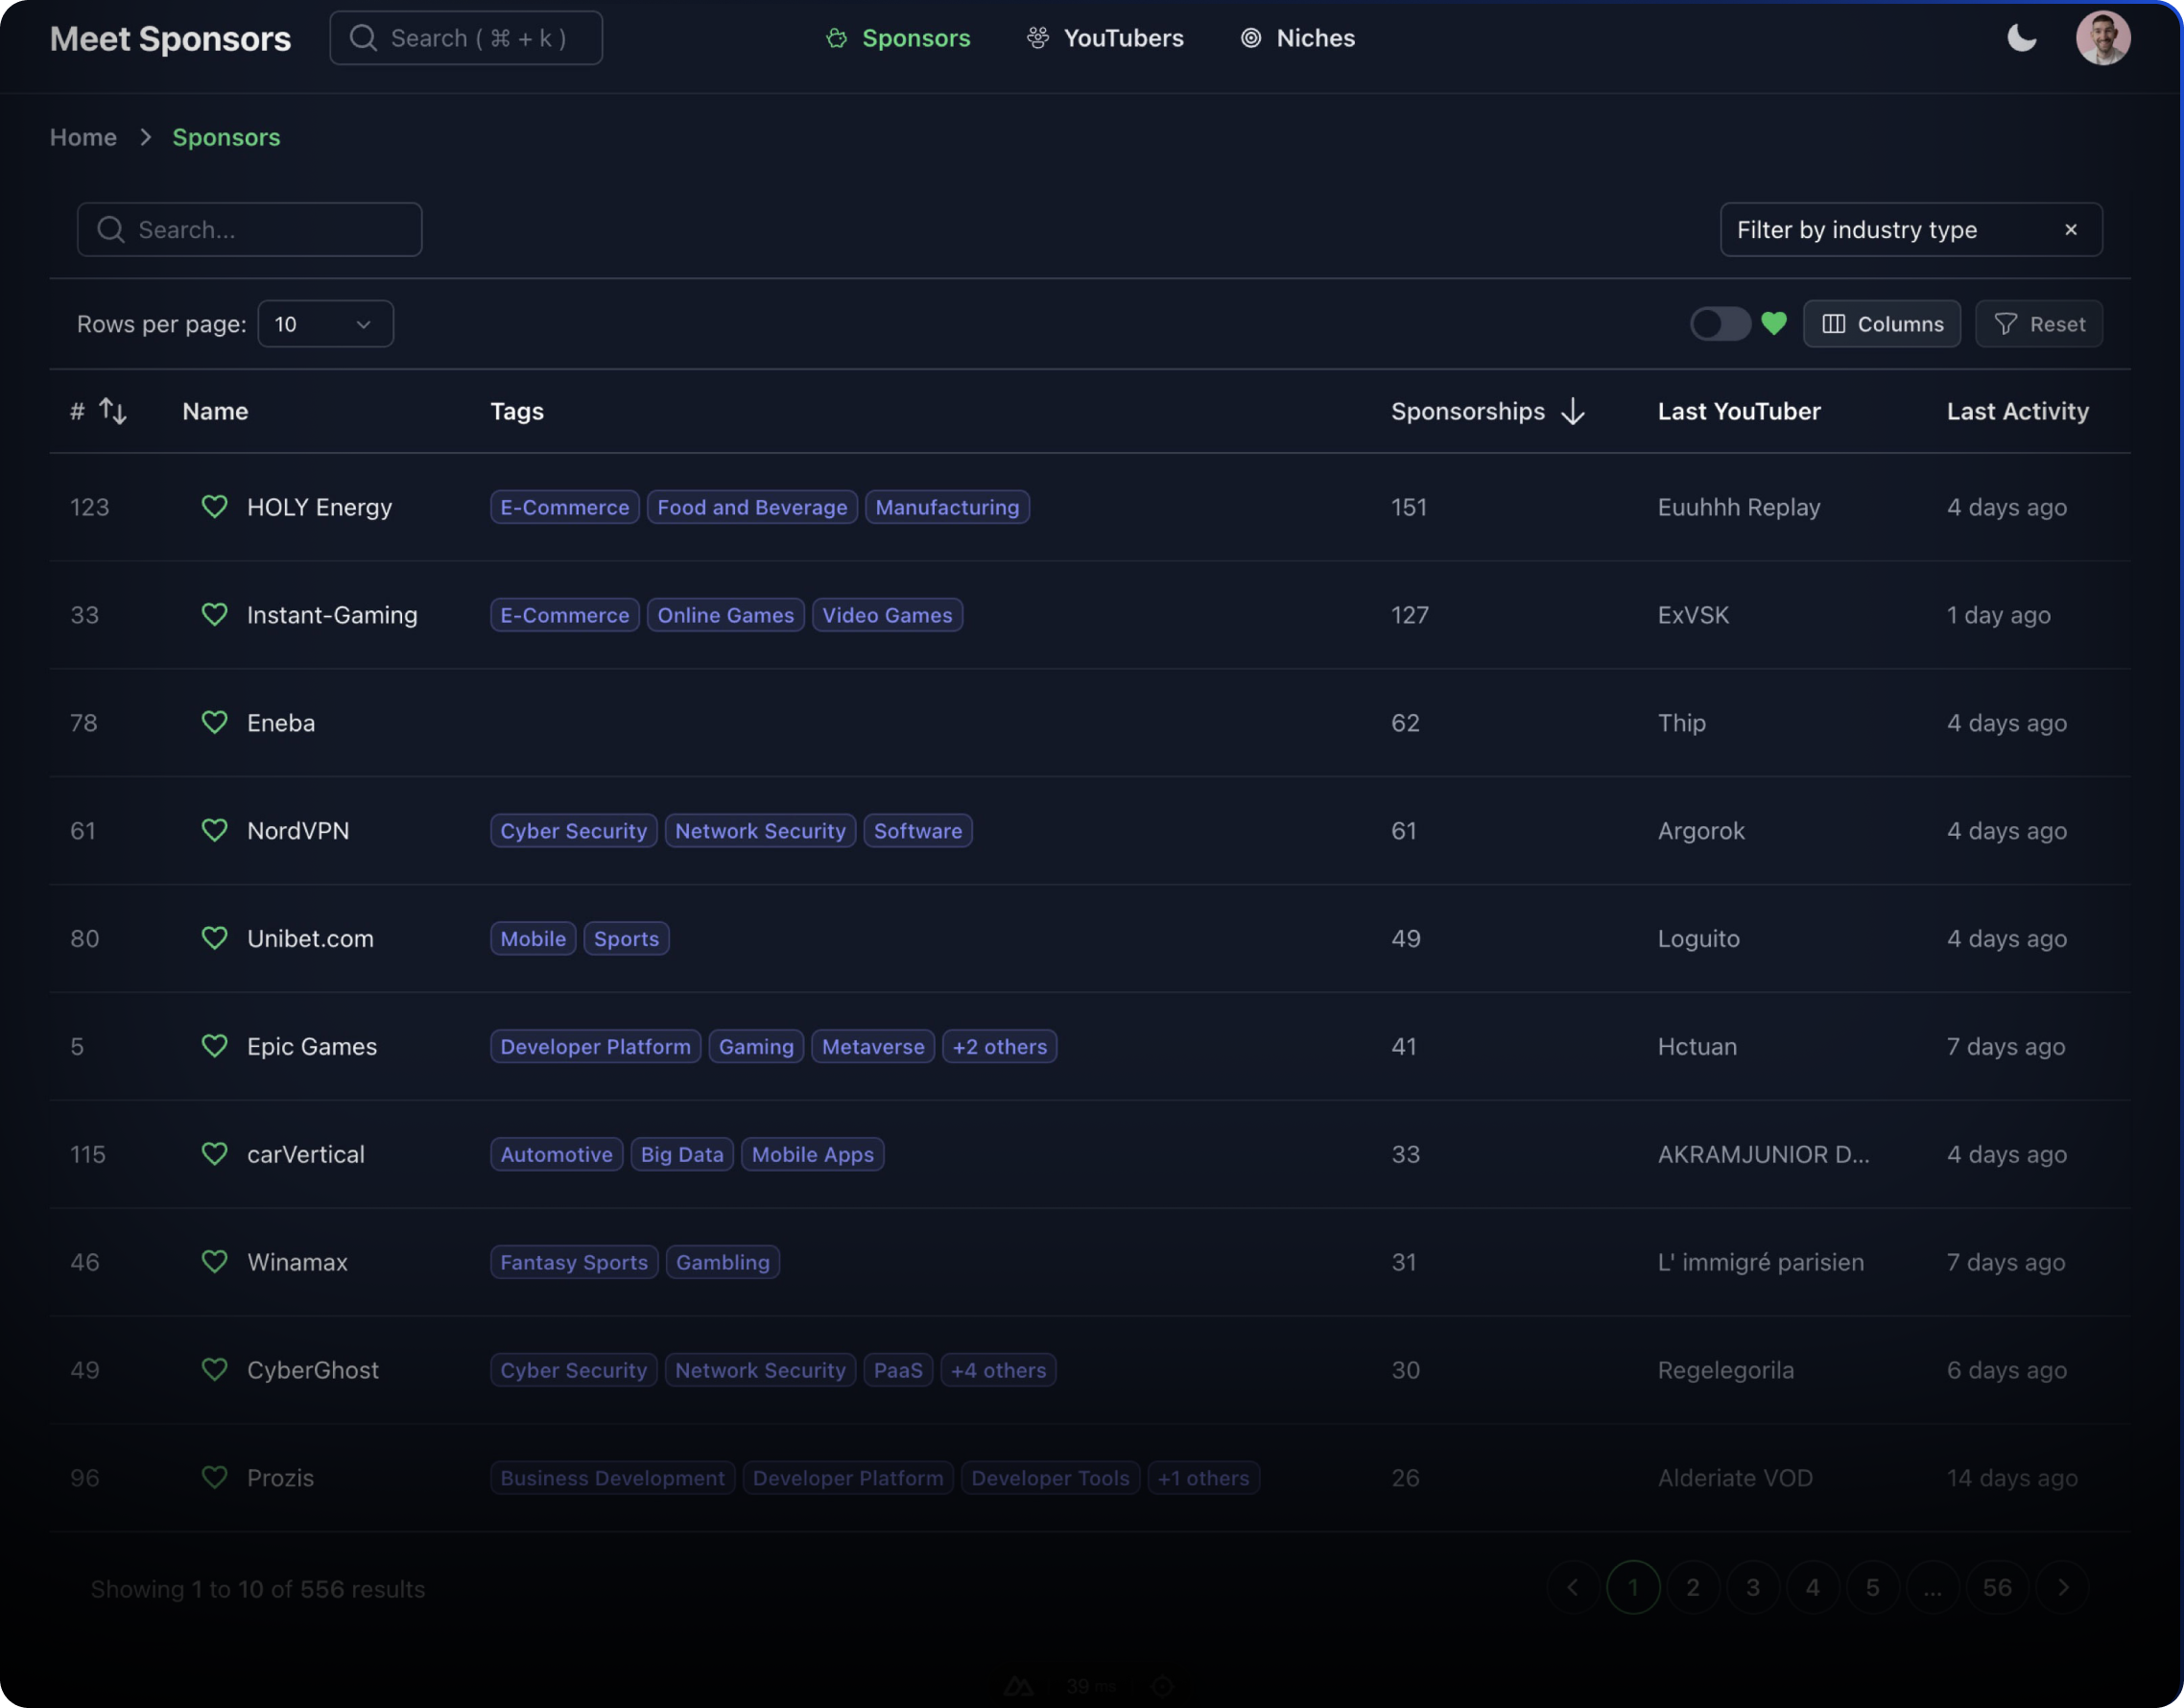 Meet Sponsors Search ( ⌘ + k ) Sponsors YouTubers Niches
Home > Sponsors
Search... Filter by industry type ×
Rows per page: 10 Columns Reset
# Name Tags Sponsorships Last YouTuber Last Activity
123 HOLY Energy E-Commerce Food and Beverage Manufacturing 151 Euuhhh Replay 4 days ago
33 Instant-Gaming E-Commerce Online Games Video Games 127 ExVSK 1 day ago
78 Eneba 62 Thip 4 days ago
61 NordVPN Cyber Security Network Security Software 61 Argorok 4 days ago
80 Unibet.com Mobile Sports 49 Loguito 4 days ago
5 Epic Games Developer Platform Gaming Metaverse +2 others 41 Hctuan 7 days ago
115 carVertical Automotive Big Data Mobile Apps 33 AKRAMJUNIOR D... 4 days ago
46 Winamax Fantasy Sports Gambling 31 L' immigré parisien 7 days ago
49 CyberGhost Cyber Security Network Security PaaS +4 others 30 Regelegorila 6 days ago
96 Prozis Business Development Developer Platform Developer Tools +1 others 26 Alderiate VOD 14 days ago
Showing 1 to 10 of 556 results < 1 2 3 4 5 ... 56 >
39 ms